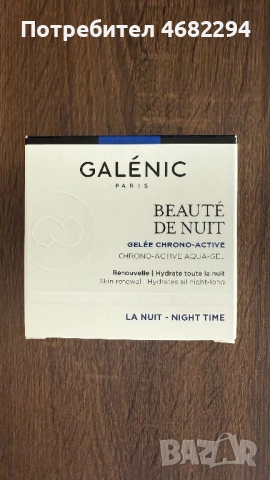 Потребител 4682294
GALÉNIC
PARIS
BEAUTÉ
DE NUIT
GELÉE CHRONO-ACTIVE
CHRONO-ACTIVE AQUA-GEL
Renouvelle | Hydrate toute la nuit
Skin renewal | Hydrates all night-long
LA NUIT - NIGHT TIME
BAZAR